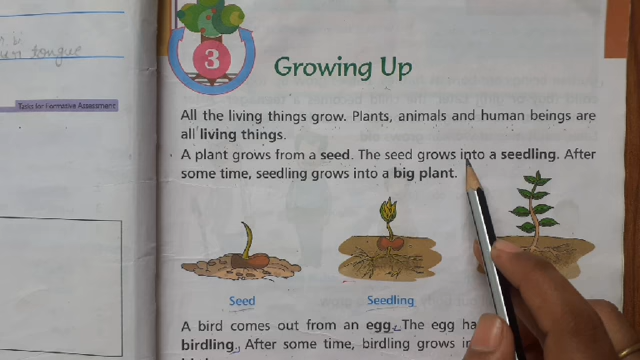 tongue
Tasks for Formative Assessment
3
Growing Up
All the living things grow. Plants, animals and human beings are
all living things.
A plant grows from a seed. The seed grows into a seedling. After
some time, seedling grows into a big plant.
Seed
Seedling
A bird comes out from an egg. The egg
birdling. After some time, birdling grows